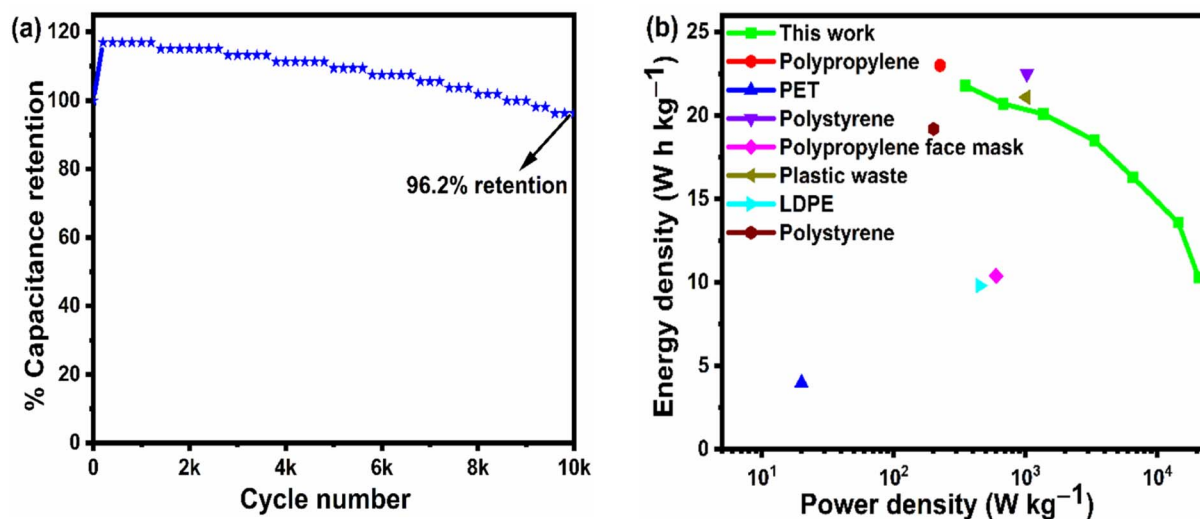 (a)
% Capacitance retention
120
100
80
60
40
20
0
96.2% retention
0
2k
4k
6k
8k
10k
Cycle number
(b)
Energy density (W h kg⁻¹)
25
20
15
10
5
0
This work
Polypropylene
PET
Polystyrene
Polypropylene face mask
Plastic waste
LDPE
Polystyrene
10¹
10²
10³
10⁴
Power density (W kg⁻¹)